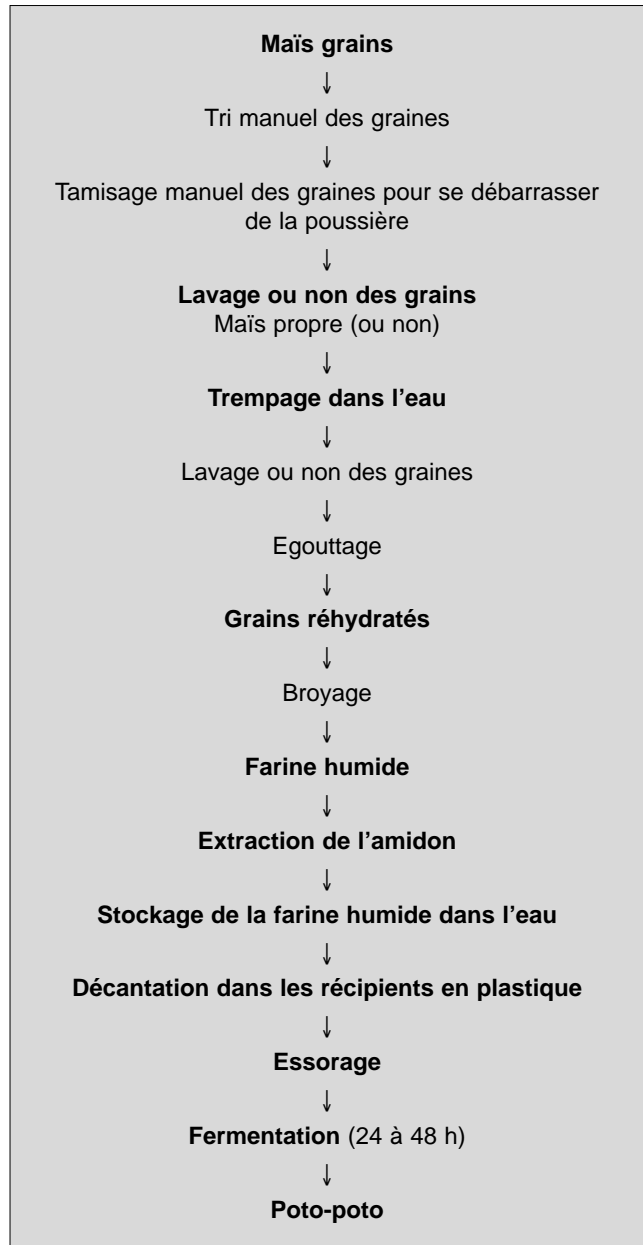 Maïs grains
↓
Tri manuel des graines
↓
Tamisage manuel des graines pour se débarrasser
de la poussière
↓
Lavage ou non des grains
Maïs propre (ou non)
↓
Trempage dans l'eau
↓
Lavage ou non des graines
↓
Egouttage
↓
Grains réhydratés
↓
Broyage
↓
Farine humide
↓
Extraction de l'amidon
↓
Stockage de la farine humide dans l'eau
↓
Décantation dans les récipients en plastique
↓
Essorage
↓
Fermentation (24 à 48 h)
↓
Poto-poto